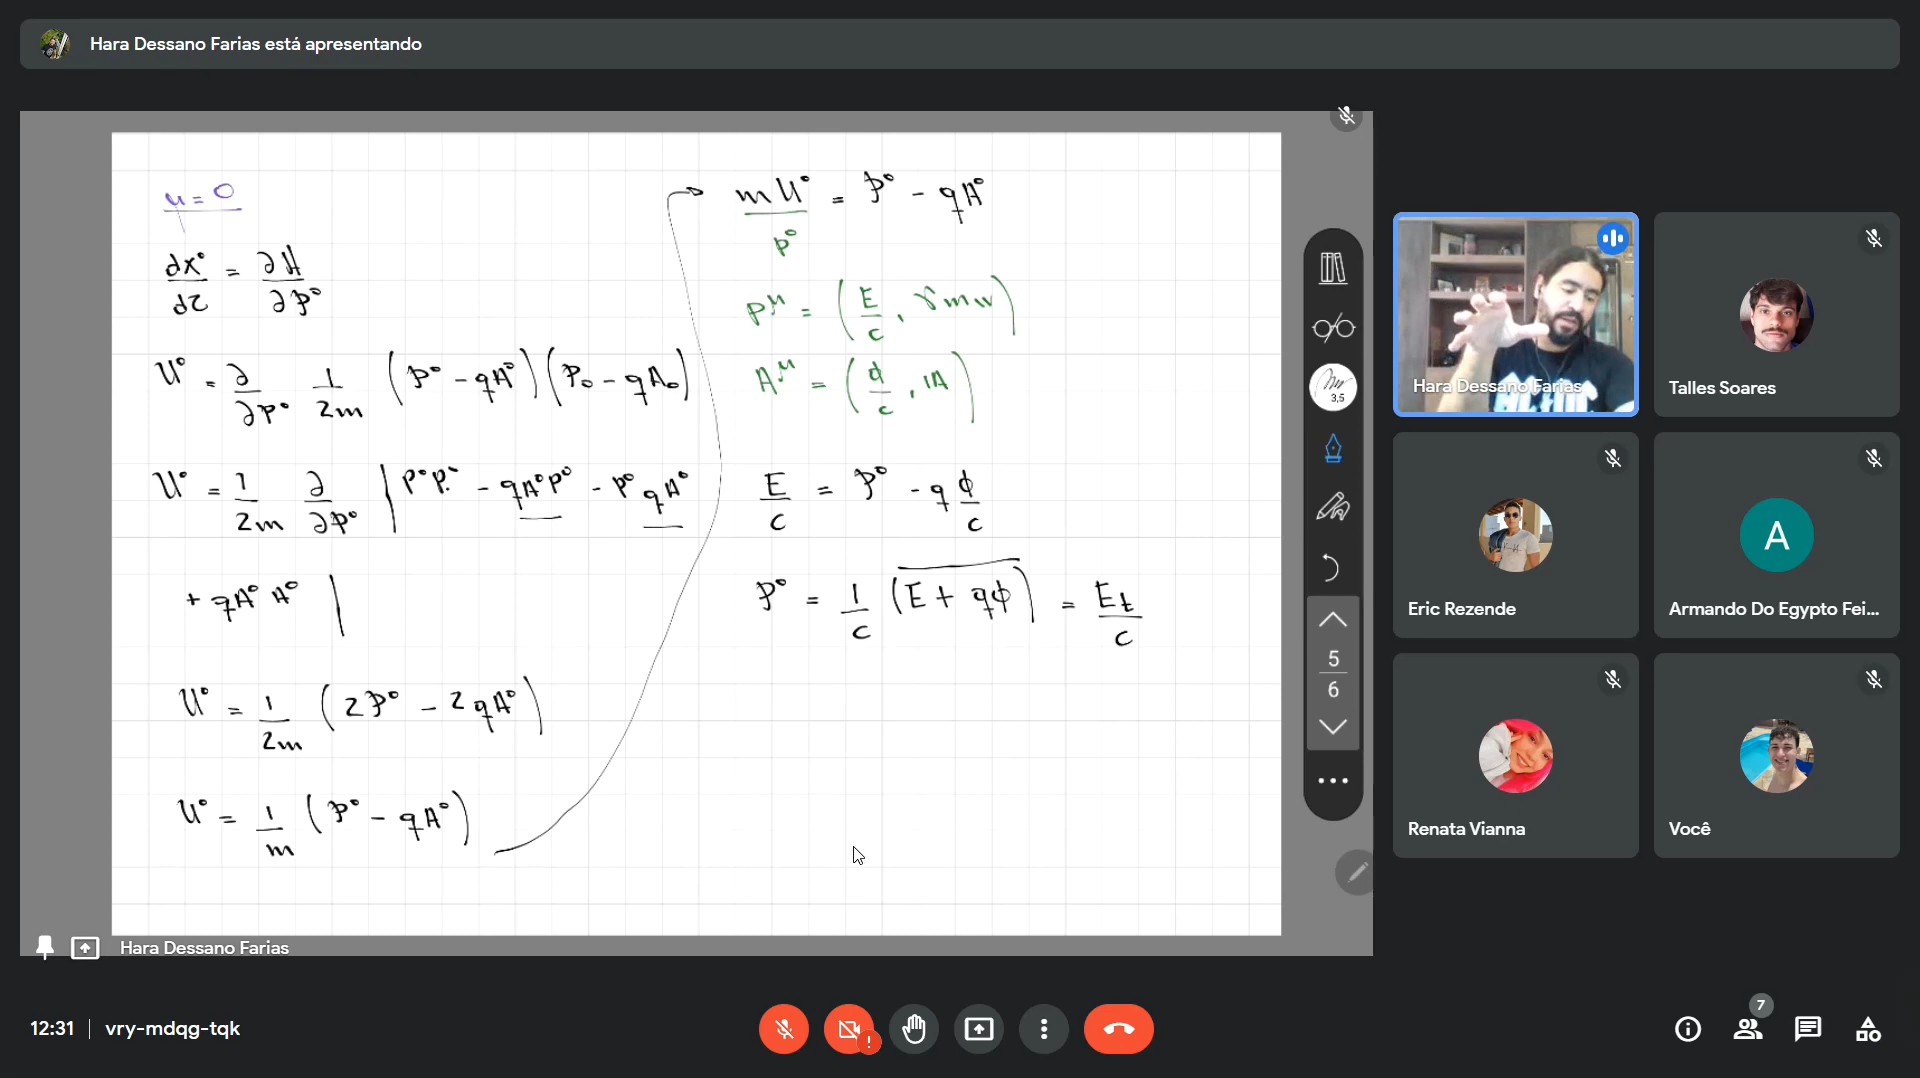 Hara Dessano Farias está apresentando
μ = 0
dx⁰/dτ = ∂H/∂p⁰
U⁰ = ∂/∂p⁰ 1/2m (p⁰ - qA⁰)(P₀ - qA₀)
U⁰ = 1/2m ∂/∂p⁰ | p⁰p⁰ - qA⁰p⁰ - p⁰qA⁰
+ qA⁰A⁰ |
U⁰ = 1/2m (2p⁰ - 2qA⁰)
U⁰ = 1/m (p⁰ - qA⁰)
mU⁰ = p⁰ - qA⁰
p⁰
pᴹ = (E/c, γmv)
Aᴹ = (ϕ/c, A)
E/c = p⁰ - qϕ/c
p⁰ = 1/c (E + qϕ) = Et/c
3,5
5
6
Hara Dessano Farias
Hara Dessano Farias
Talles Soares
Eric Rezende
A
Armando Do Egypto Fei...
Renata Vianna
Você
12:31 | vry-mdqg-tqk
!
7